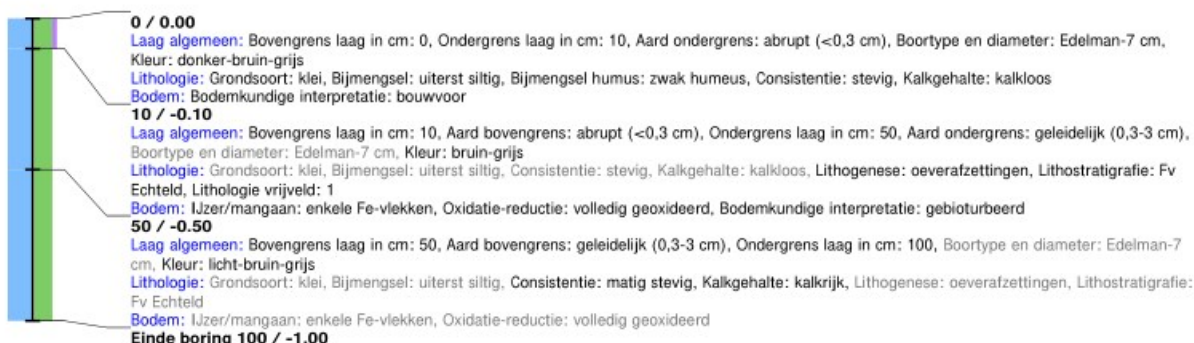 0 / 0.00
Laag algemeen: Bovengrens laag in cm: 0, Ondergrens laag in cm: 10, Aard ondergrens: abrupt (<0,3 cm), Boortype en diameter: Edelman-7 cm,
Kleur: donker-bruin-grijs
Lithologie: Grondsoort: klei, Bijmengsel: uiterst siltig, Bijmengsel humus: zwak humeus, Consistentie: stevig, Kalkgehalte: kalkloos
Bodem: Bodemkundige interpretatie: bouwvoor
10 / -0.10
Laag algemeen: Bovengrens laag in cm: 10, Aard bovengrens: abrupt (<0,3 cm), Ondergrens laag in cm: 50, Aard ondergrens: geleidelijk (0,3-3 cm),
Boortype en diameter: Edelman-7 cm, Kleur: bruin-grijs
Lithologie: Grondsoort: klei, Bijmengsel: uiterst siltig, Consistentie: stevig, Kalkgehalte: kalkloos, Lithogenese: oeverafzettingen, Lithostratigrafie: Fv
Echteld, Lithologie vrijveld: 1
Bodem: IJzer/mangaan: enkele Fe-vlekken, Oxidatie-reductie: volledig geoxideerd, Bodemkundige interpretatie: gebioturbeerd
50 / -0.50
Laag algemeen: Bovengrens laag in cm: 50, Aard bovengrens: geleidelijk (0,3-3 cm), Ondergrens laag in cm: 100, Boortype en diameter: Edelman-7
cm, Kleur: licht-bruin-grijs
Lithologie: Grondsoort: klei, Bijmengsel: uiterst siltig, Consistentie: matig stevig, Kalkgehalte: kalkrijk, Lithogenese: oeverafzettingen, Lithostratigrafie:
Fv Echteld
Bodem: IJzer/mangaan: enkele Fe-vlekken, Oxidatie-reductie: volledig geoxideerd
Einde boring 100 / -1.00